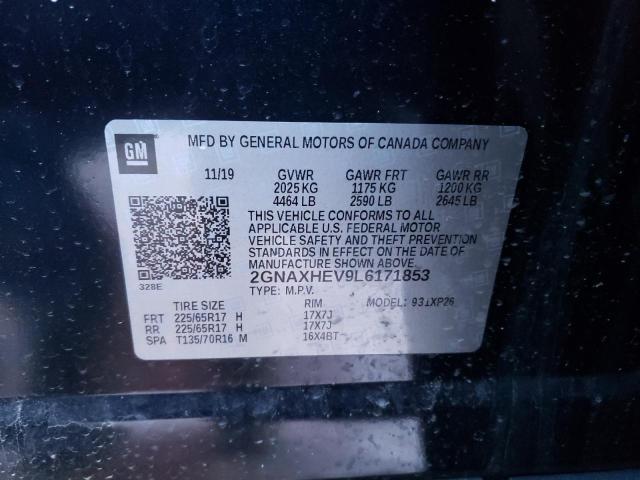 GM
MFD BY GENERAL MOTORS OF CANADA COMPANY
11/19 GVWR GAWR FRT GAWR RR
2025 KG 1175 KG 1200 KG
4464 LB 2590 LB 2645 LB
THIS VEHICLE CONFORMS TO ALL
APPLICABLE U.S. FEDERAL MOTOR
VEHICLE SAFETY AND THEFT PREVENTION
STANDARDS IN EFFECT ON THE DATE OF
MANUFACTURE SHOWN ABOVE.
2GNAXHEV9L6171853
328E
TYPE: M.P.V.
MODEL: 931XP26
TIRE SIZE RIM
FRT 225/65R17 H 17X7J
RR 225/65R17 H 17X7J
SPA T135/70R16 M 16X4BT